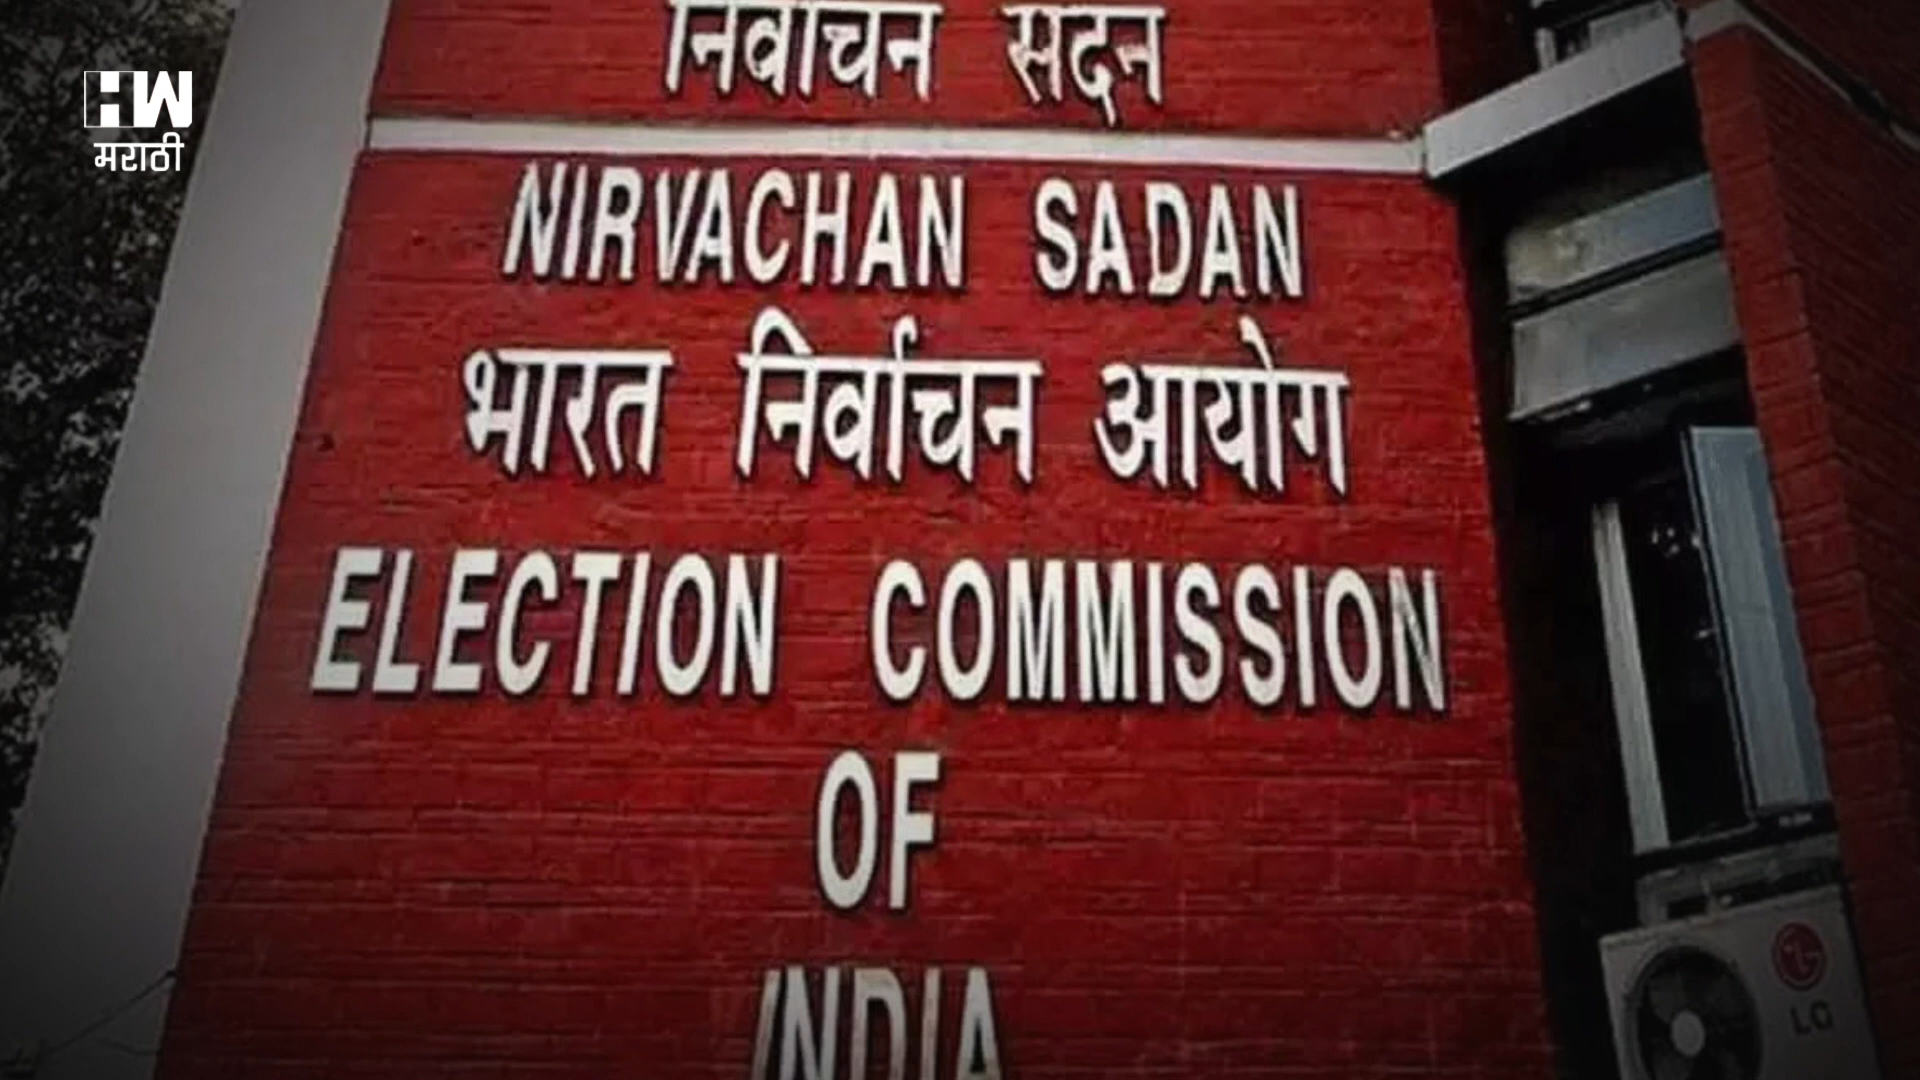 HW
मराठी
निर्वाचन सदन
NIRVACHAN SADAN
भारत निर्वाचन आयोग
ELECTION COMMISSION
OF
INDIA
LG